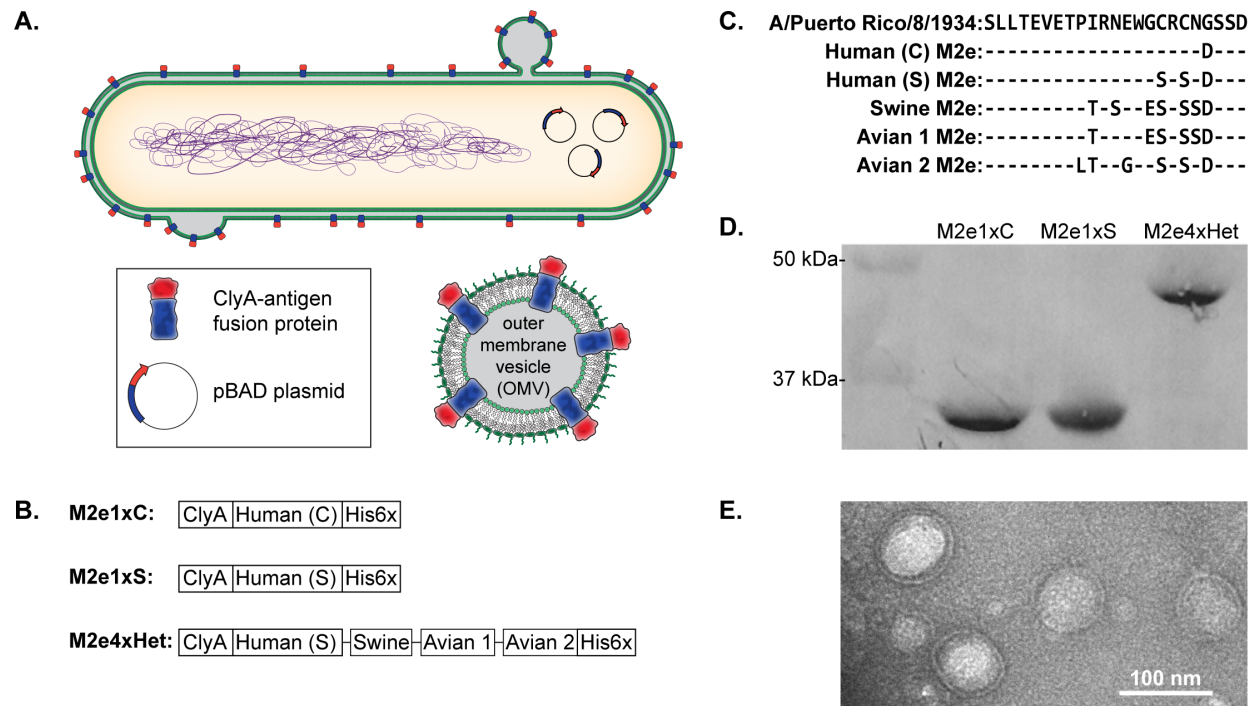 A.
ClyA-antigen
fusion protein
pBAD plasmid
outer
membrane
vesicle
(OMV)
B.
M2e1xC: ClyA Human (C) His6x
M2e1xS: ClyA Human (S) His6x
M2e4xHet: ClyA Human (S) Swine Avian 1 Avian 2 His6x
C.
A/Puerto Rico/8/1934:SLLTEVETPIRNEWGCRCNGSSD
Human (C) M2e:-------------------D---
Human (S) M2e:---------------S-S-D---
Swine M2e:---------T-S--ES-SSD---
Avian 1 M2e:---------T----ES-SSD---
Avian 2 M2e:--------LT--G--S-S-D---
D.
M2e1xC M2e1xS M2e4xHet
50 kDa-
37 kDa-
E.
100 nm